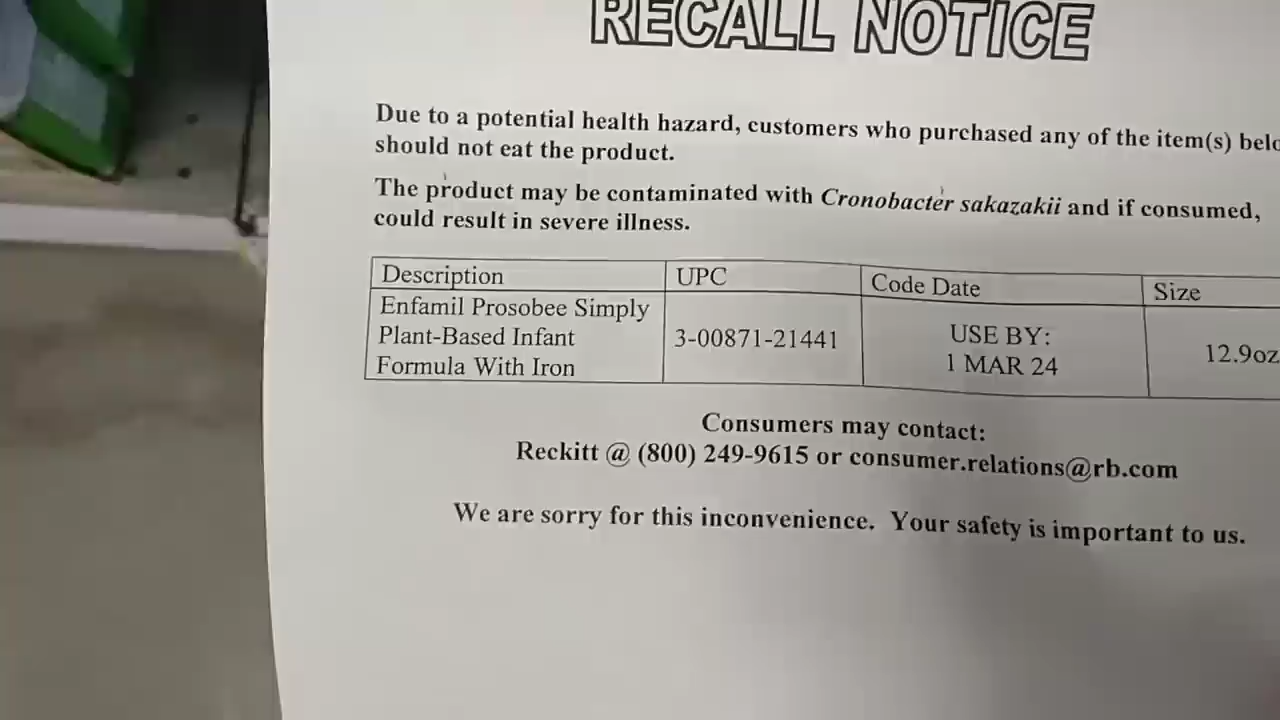 RECALL NOTICE
Due to a potential health hazard, customers who purchased any of the item(s)
should not eat the product.
The product may be contaminated with Cronobacter sakazakii and if consumed,
could result in severe illness.
Description UPC Code Date Size
Enfamil Prosobee Simply
Plant-Based Infant
Formula With Iron
3-00871-21441
USE BY:
1 MAR 24
12.9oz
Consumers may contact:
Reckitt @ (800) 249-9615 or consumer.relations@rb.com
We are sorry for this inconvenience. Your safety is important to us.